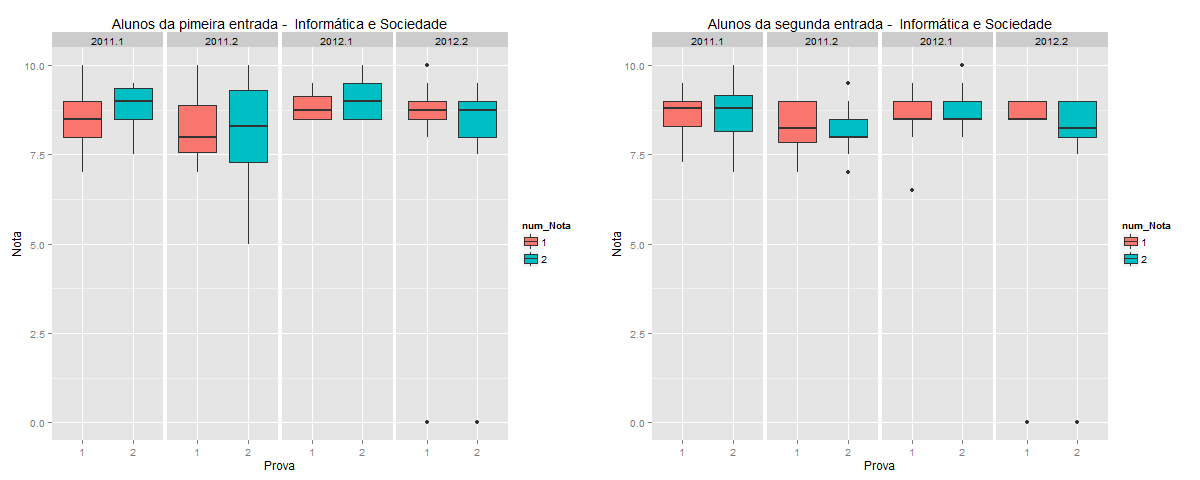 Alunos da pimeira entrada - Informática e Sociedade
2011.1 2011.2 2012.1 2012.2
10.0
7.5
5.0
2.5
0.0
Nota
1 2 1 2 1 2 1 2
Prova
num_Nota
1
2
Alunos da segunda entrada - Informática e Sociedade
2011.1 2011.2 2012.1 2012.2
10.0
7.5
5.0
2.5
0.0
Nota
1 2 1 2 1 2 1 2
Prova
num_Nota
1
2